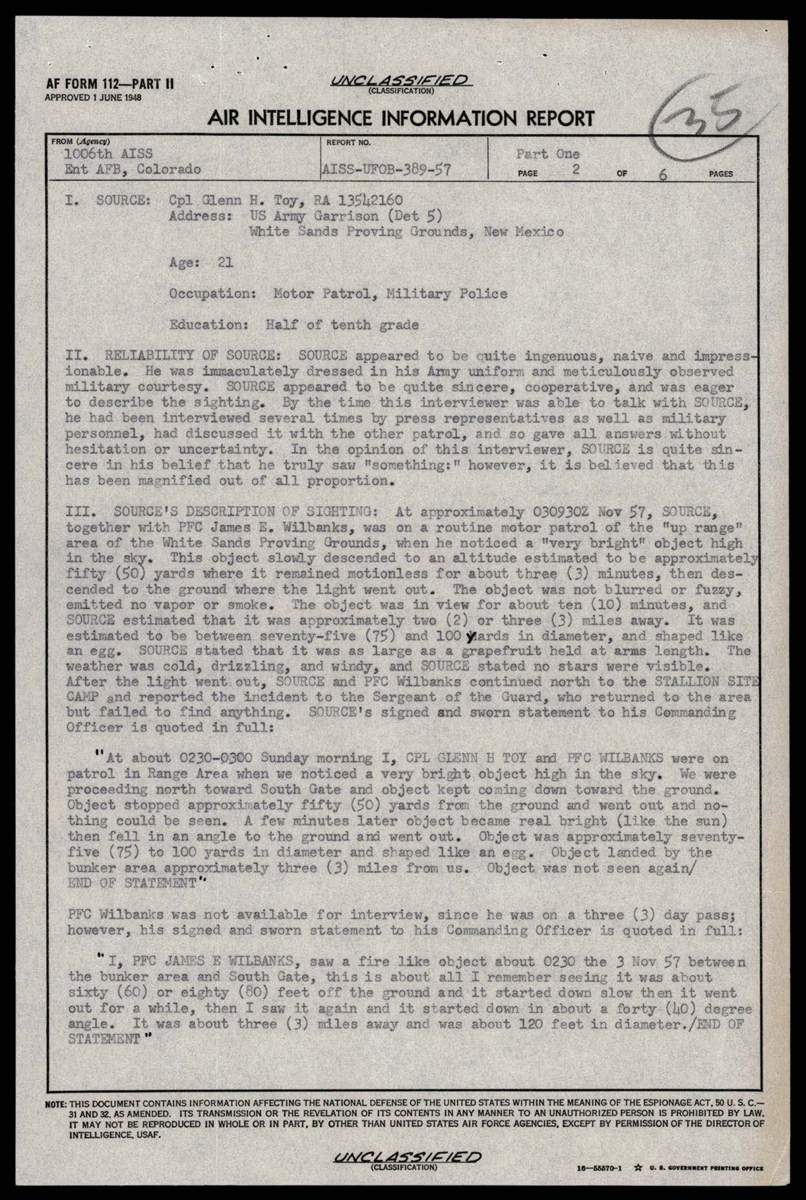 AF FORM 112—PART II
APPROVED 1 JUNE 1948
UNCLASSIFIED
(CLASSIFICATION)
AIR INTELLIGENCE INFORMATION REPORT
35
FROM (Agency)
1006th AISS
Ent AFB, Colorado
REPORT NO.
AISS-UFOB-389-57
Part One
PAGE 2 OF 6 PAGES
I. SOURCE: Cpl Glenn H. Toy, RA 13542160
Address: US Army Garrison (Det 5)
White Sands Proving Grounds, New Mexico
Age: 21
Occupation: Motor Patrol, Military Police
Education: Half of tenth grade
II. RELIABILITY OF SOURCE: SOURCE appeared to be quite ingenuous, naive and impress-
ionable. He was immaculately dressed in his Army uniform and meticulously observed
military courtesy. SOURCE appeared to be quite sincere, cooperative, and was eager
to describe the sighting. By the time this interviewer was able to talk with SOURCE,
he had been interviewed several times by press representatives as well as military
personnel, had discussed it with the other patrol, and so gave all answers without
hesitation or uncertainty. In the opinion of this interviewer, SOURCE is quite sin-
cere in his belief that he truly saw "something:" however, it is believed that this
has been magnified out of all proportion.
III. SOURCE'S DESCRIPTION OF SIGHTING: At approximately 030930Z Nov 57, SOURCE,
together with PFC James E. Wilbanks, was on a routine motor patrol of the "up range"
area of the White Sands Proving Grounds, when he noticed a "very bright" object high
in the sky. This object slowly descended to an altitude estimated to be approximately
fifty (50) yards where it remained motionless for about three (3) minutes, then des-
cended to the ground where the light went out. The object was not blurred or fuzzy,
emitted no vapor or smoke. The object was in view for about ten (10) minutes, and
SOURCE estimated that it was approximately two (2) or three (3) miles away. It was
estimated to be between seventy-five (75) and 100 yards in diameter, and shaped like
an egg. SOURCE stated that it was as large as a grapefruit held at arms length. The
weather was cold, drizzling, and windy, and SOURCE stated no stars were visible.
After the light went out, SOURCE and PFC Wilbanks continued north to the STALLION SITE
CAMP and reported the incident to the Sergeant of the Guard, who returned to the area
but failed to find anything. SOURCE's signed and sworn statement to his Commanding
Officer is quoted in full:
"At about 0230-0300 Sunday morning I, CPL GLENN H TOY and PFC WILBANKS were on
patrol in Range Area when we noticed a very bright object high in the sky. We were
proceeding north toward South Gate and object kept coming down toward the ground.
Object stopped approximately fifty (50) yards from the ground and went out and no-
thing could be seen. A few minutes later object became real bright (like the sun)
then fell in an angle to the ground and went out. Object was approximately seventy-
five (75) to 100 yards in diameter and shaped like an egg. Object landed by the
bunker area approximately three (3) miles from us. Object was not seen again/
END OF STATEMENT"
PFC Wilbanks was not available for interview, since he was on a three (3) day pass;
however, his signed and sworn statement to his Commanding Officer is quoted in full:
"I, PFC JAMES E WILBANKS, saw a fire like object about 0230 the 3 Nov 57 between
the bunker area and South Gate, this is about all I remember seeing it was about
sixty (60) or eighty (80) feet off the ground and it started down slow then it went
out for a while, then I saw it again and it started down in about a forty (40) degree
angle. It was about three (3) miles away and was about 120 feet in diameter./END OF
STATEMENT"
NOTE: THIS DOCUMENT CONTAINS INFORMATION AFFECTING THE NATIONAL DEFENSE OF THE UNITED STATES WITHIN THE MEANING OF THE ESPIONAGE ACT, 50 U. S. C.—
31 AND 32, AS AMENDED. ITS TRANSMISSION OR THE REVELATION OF ITS CONTENTS IN ANY MANNER TO AN UNAUTHORIZED PERSON IS PROHIBITED BY LAW.
IT MAY NOT BE REPRODUCED IN WHOLE OR IN PART, BY OTHER THAN UNITED STATES AIR FORCE AGENCIES, EXCEPT BY PERMISSION OF THE DIRECTOR OF
INTELLIGENCE, USAF.
UNCLASSIFIED
(CLASSIFICATION)
16—55570-1 ☆ U. S. GOVERNMENT PRINTING OFFICE